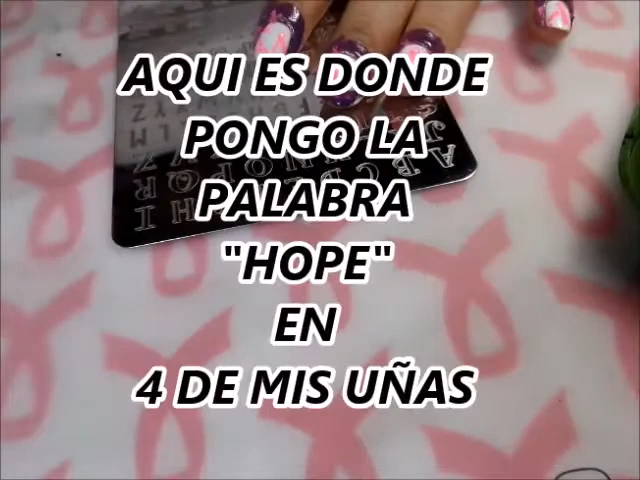 AQUI ES DONDE
PONGO LA
PALABRA
"HOPE"
EN
4 DE MIS UÑAS